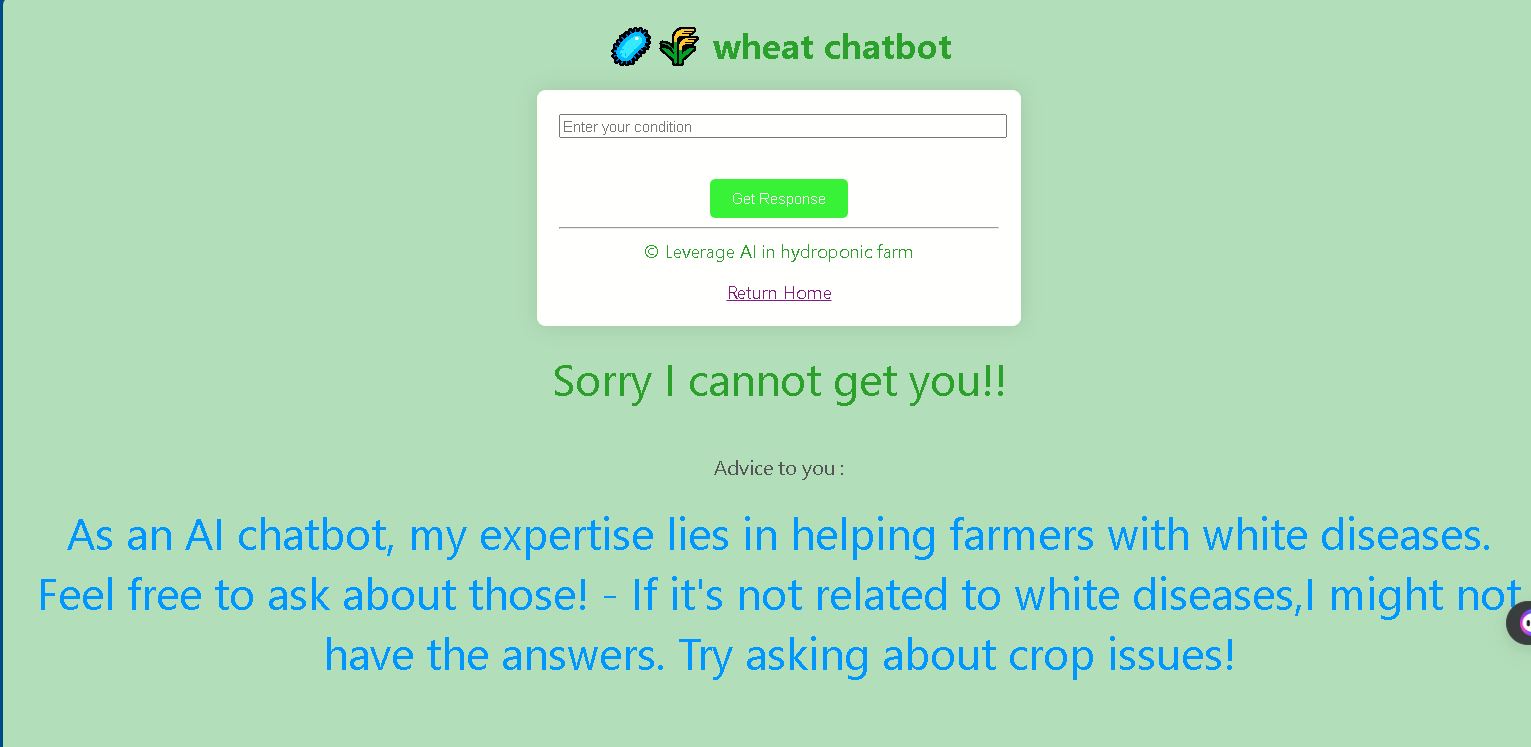 wheat chatbot
Enter your condition
Get Response
© Leverage AI in hydroponic farm
Return Home
Sorry I cannot get you!!
Advice to you :
As an AI chatbot, my expertise lies in helping farmers with white diseases.
Feel free to ask about those! - If it's not related to white diseases,I might not
have the answers. Try asking about crop issues!